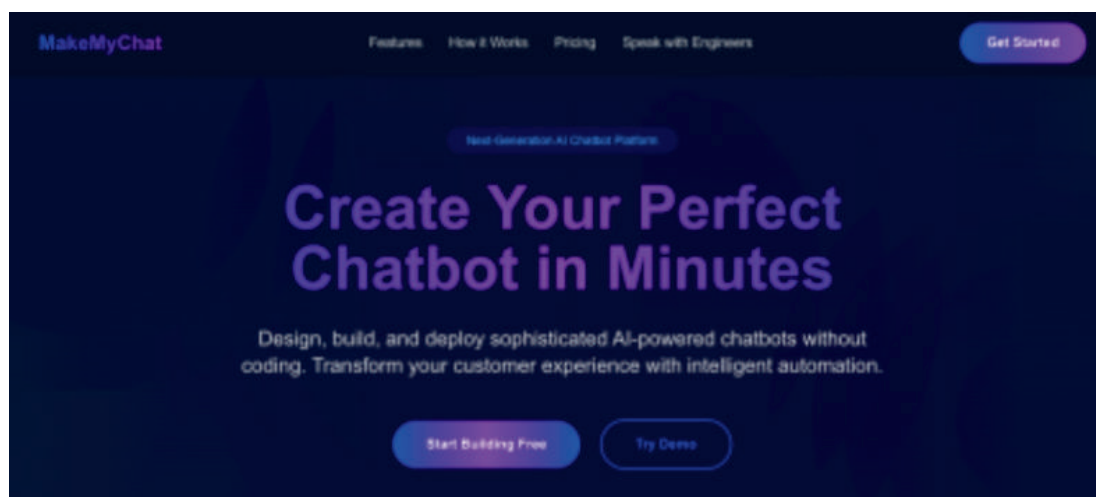 MakeMyChat
Features How it Works Pricing Speak with Engineers
Get Started
Next-Generation AI Chatbot Platform
Create Your Perfect
Chatbot in Minutes
Design, build, and deploy sophisticated AI-powered chatbots without
coding. Transform your customer experience with intelligent automation.
Start Building Free
Try Demo